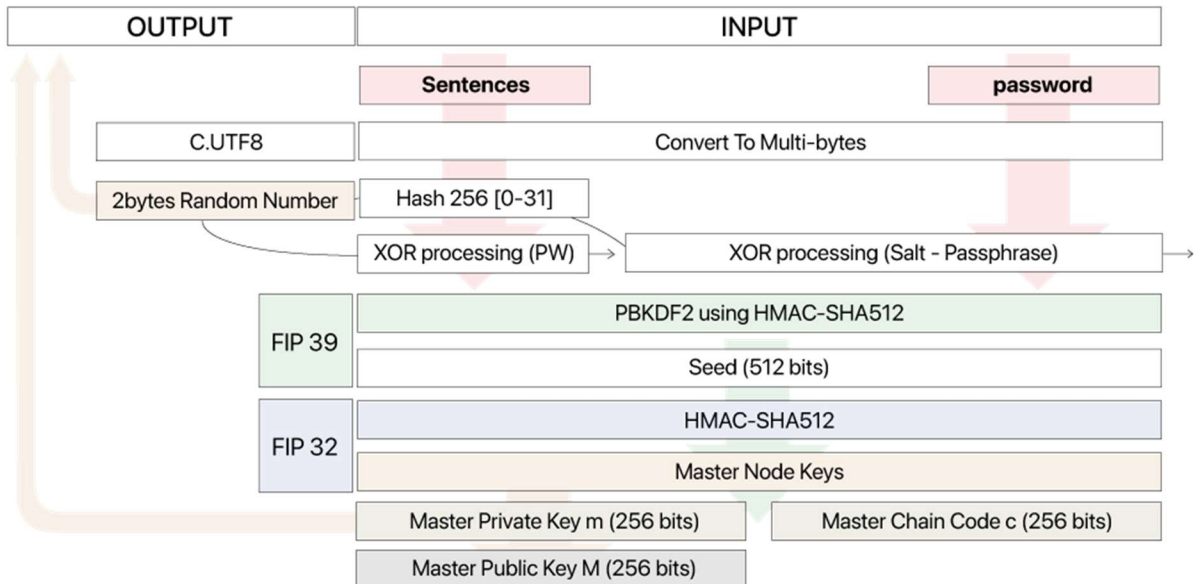 OUTPUT
INPUT
Sentences
password
C.UTF8
Convert To Multi-bytes
2bytes Random Number
Hash 256 [0-31]
XOR processing (PW)
XOR processing (Salt - Passphrase)
FIP 39
PBKDF2 using HMAC-SHA512
Seed (512 bits)
FIP 32
HMAC-SHA512
Master Node Keys
Master Private Key m (256 bits)
Master Chain Code c (256 bits)
Master Public Key M (256 bits)